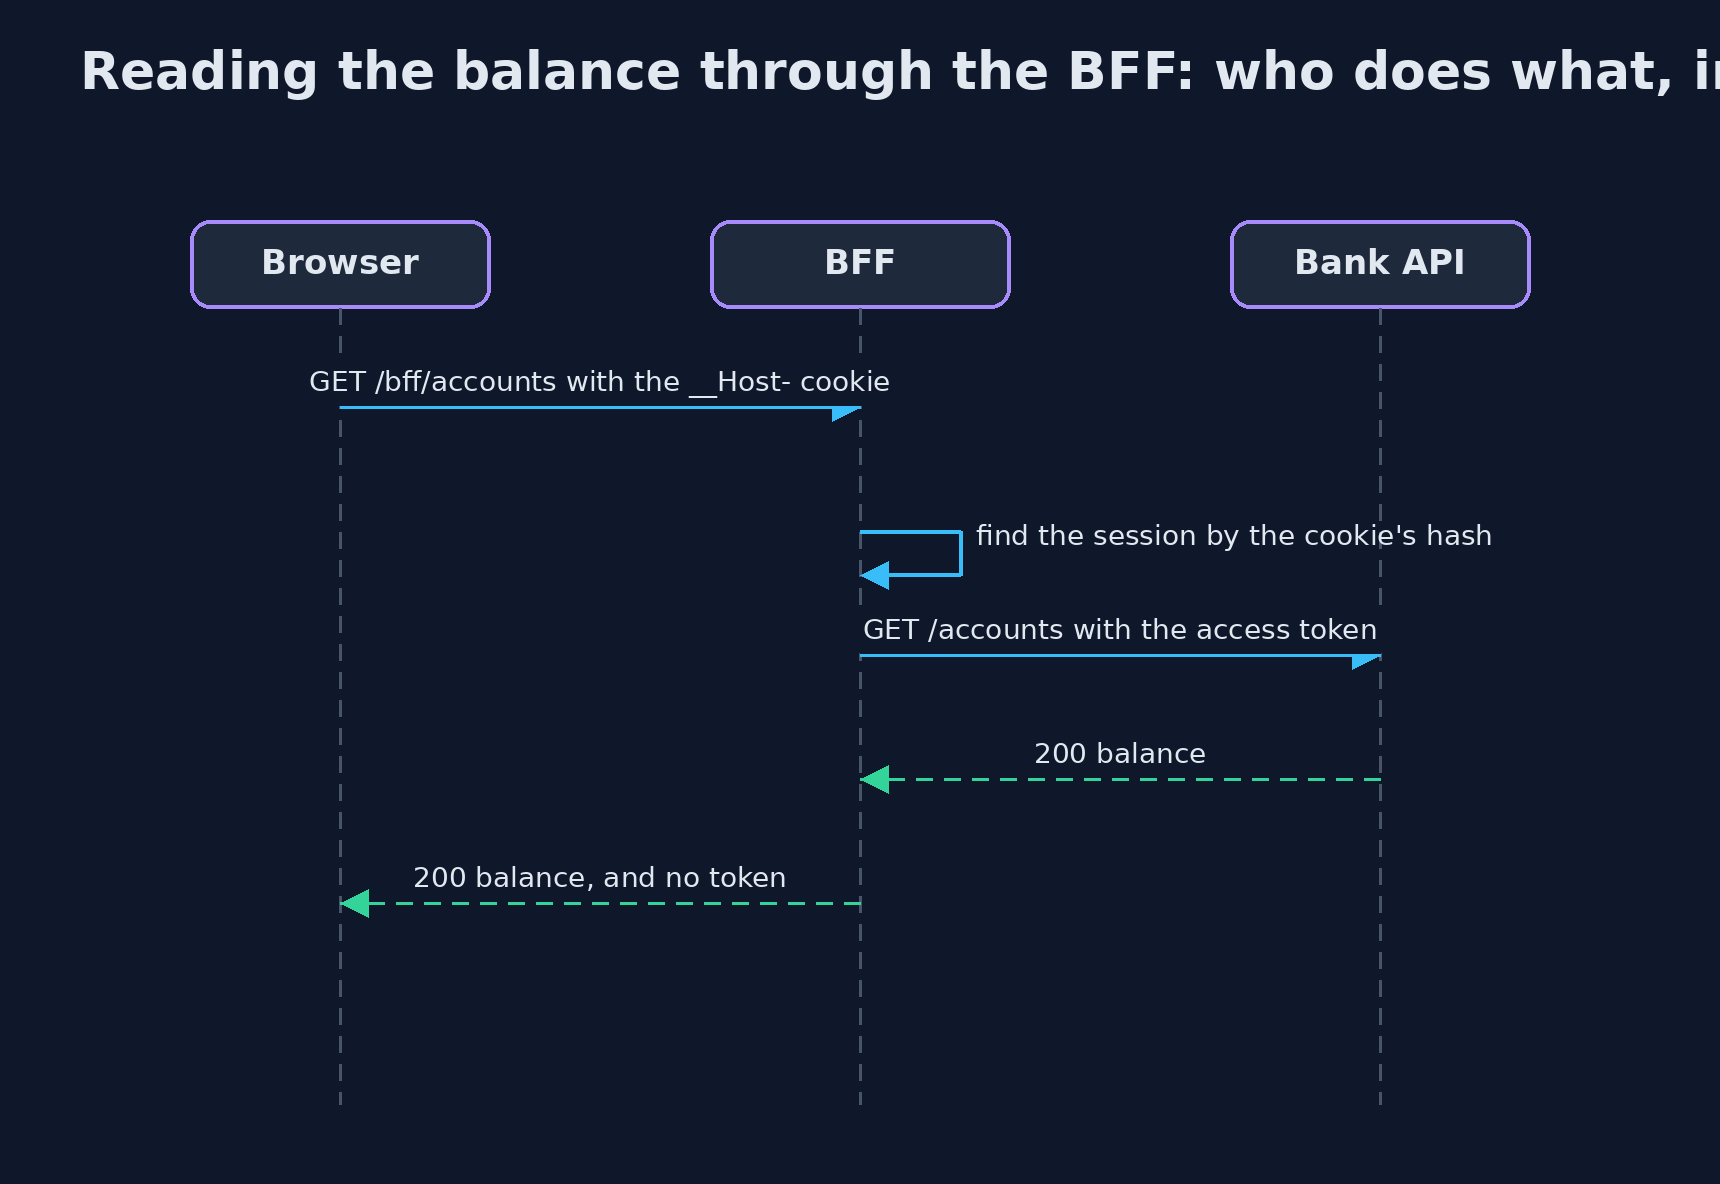 Reading the balance through the BFF: who does what,
Browser
BFF
Bank API
GET /bff/accounts with the __Host- cookie
find the session by the cookie's hash
GET /accounts with the access token
200 balance
200 balance, and no token